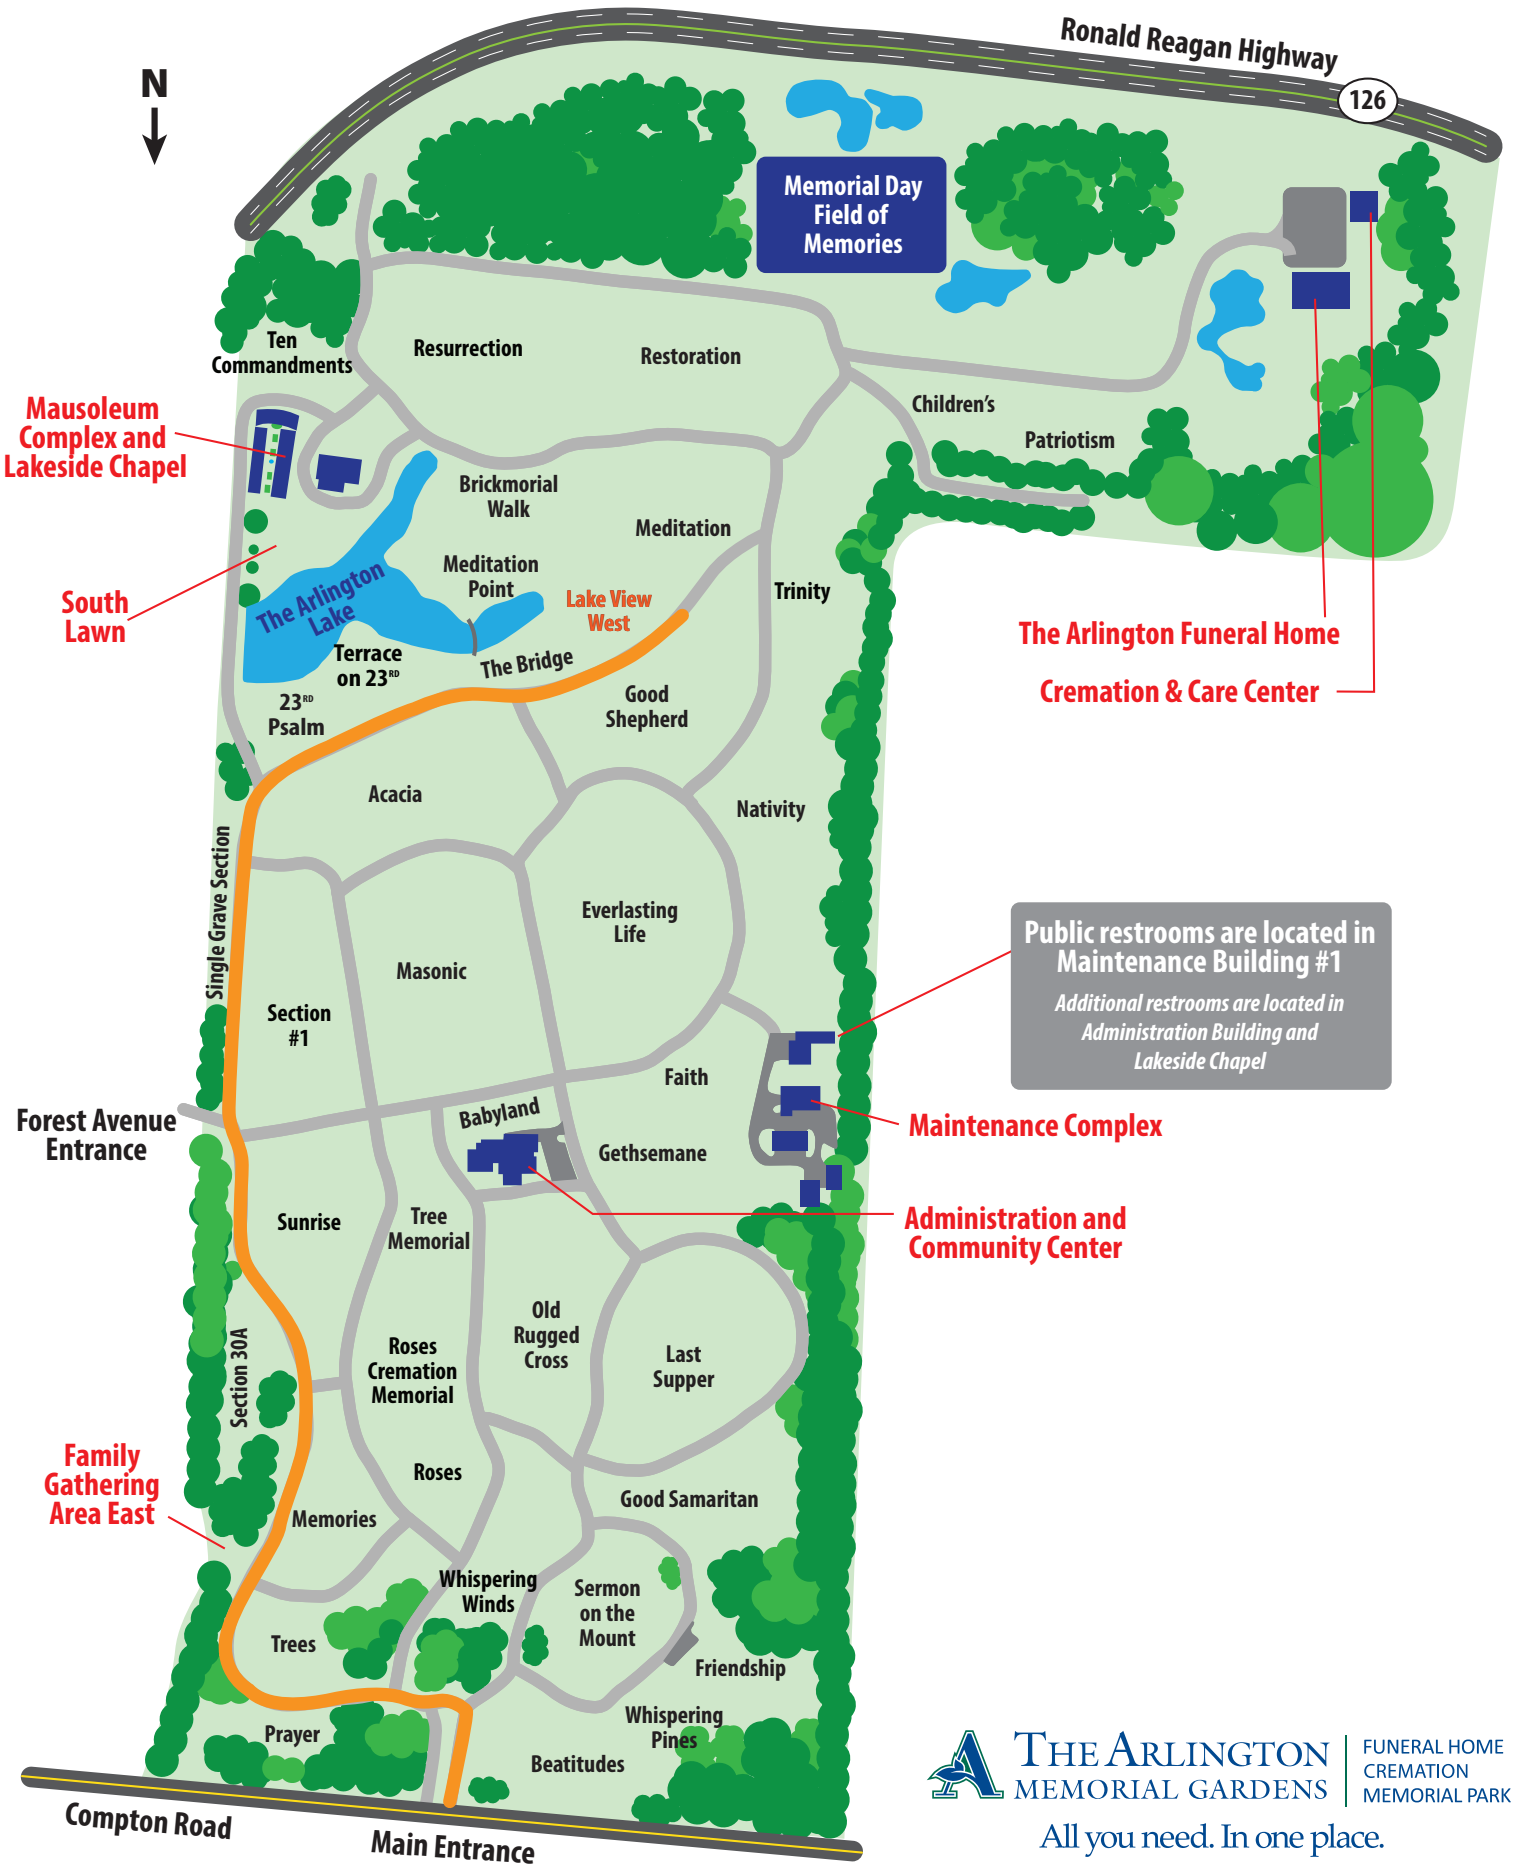 Ronald Reagan Highway
126
N
Memorial Day
Field of
Memories
Ten
Commandments
Resurrection
Restoration
Children's
Patriotism
Mausoleum
Complex and
Lakeside Chapel
Brickmorial
Walk
Meditation
Meditation
Point
Lake View
West
Trinity
South
Lawn
The Arlington
Lake
Terrace
on 23RD
The Bridge
23RD
Psalm
Good
Shepherd
The Arlington Funeral Home
Cremation & Care Center
Acacia
Nativity
Single Grave Section
Everlasting
Life
Masonic
Section
#1
Public restrooms are located in
Maintenance Building #1
Additional restrooms are located in
Administration Building and
Lakeside Chapel
Faith
Babyland
Forest Avenue
Entrance
Gethsemane
Maintenance Complex
Sunrise
Tree
Memorial
Administration and
Community Center
Old
Rugged
Cross
Roses
Cremation
Memorial
Last
Supper
Section 30A
Family
Gathering
Area East
Roses
Good Samaritan
Memories
Whispering
Winds
Sermon
on the
Mount
Trees
Friendship
Prayer
Whispering
Pines
Beatitudes
Compton Road
Main Entrance
THE ARLINGTON
MEMORIAL GARDENS
FUNERAL HOME
CREMATION
MEMORIAL PARK
All you need. In one place.